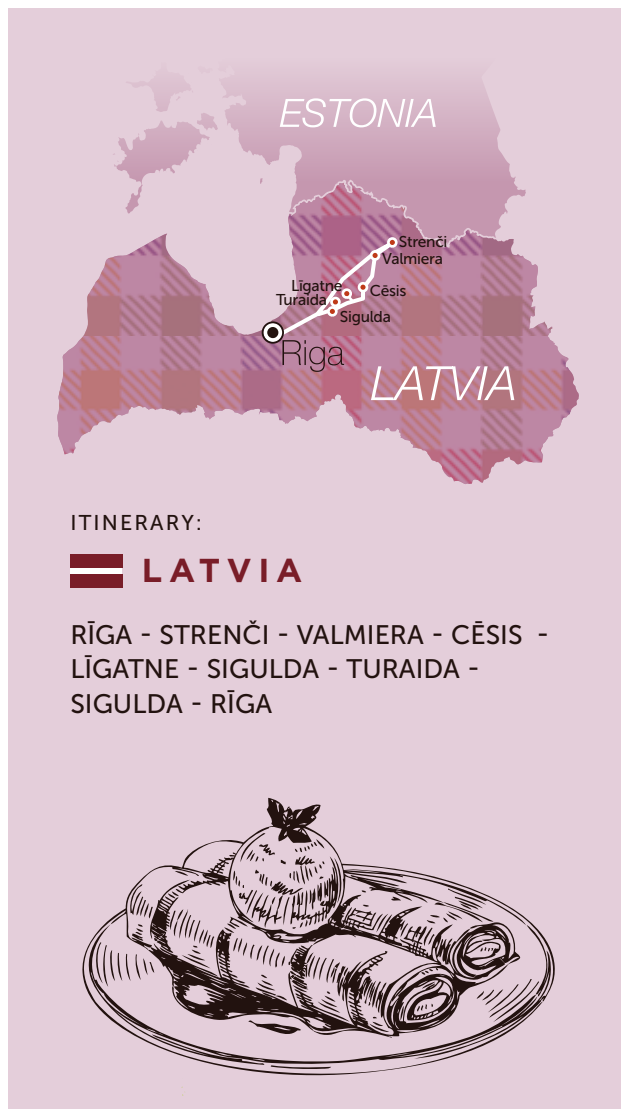 ESTONIA
Strenči
Valmiera
Līgatne
Cēsis
Turaida
Sigulda
Riga
LATVIA
ITINERARY:
LATVIA
RĪGA - STRENČI - VALMIERA - CĒSIS -
LĪGATNE - SIGULDA - TURAIDA -
SIGULDA - RĪGA